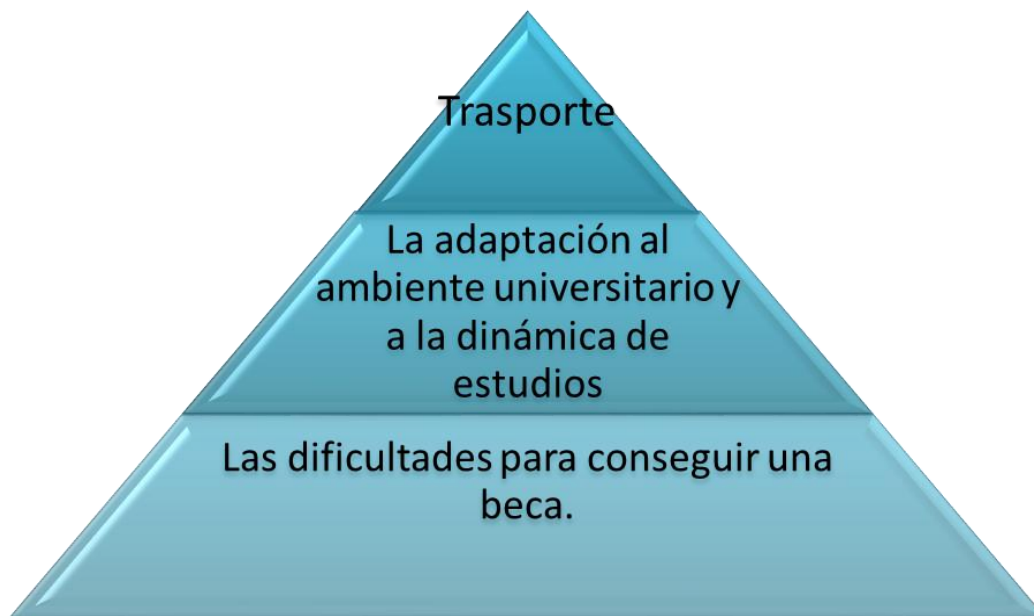 Trasporte
La adaptación al
ambiente universitario y
a la dinámica de
estudios
Las dificultades para conseguir una
beca.